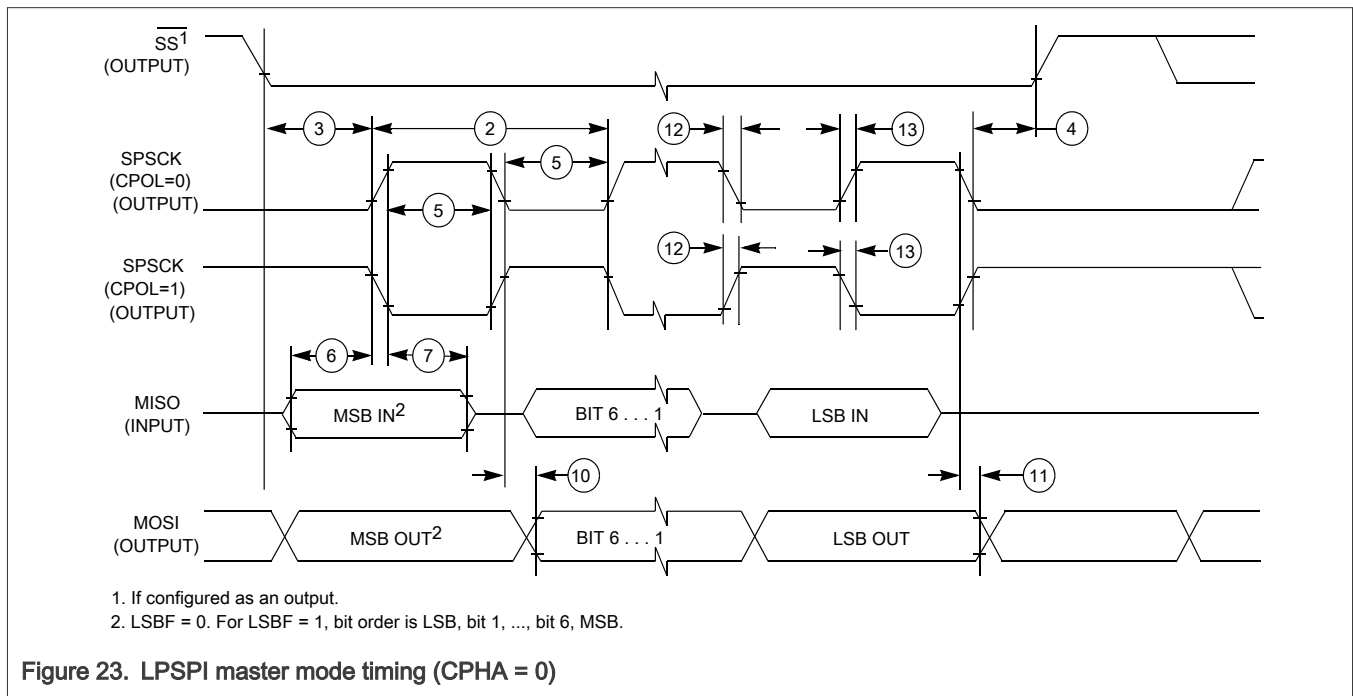 SS1
(OUTPUT)
3
2
12
13
4
SPSCK
(CPOL=0)
(OUTPUT)
5
5
12
13
SPSCK
(CPOL=1)
(OUTPUT)
6
7
MISO
(INPUT)
MSB IN2
BIT 6 . . . 1
LSB IN
10
11
MOSI
(OUTPUT)
MSB OUT2
BIT 6 . . . 1
LSB OUT
1. If configured as an output.
2. LSBF = 0. For LSBF = 1, bit order is LSB, bit 1, ..., bit 6, MSB.
Figure 23. LPSPI master mode timing (CPHA = 0)